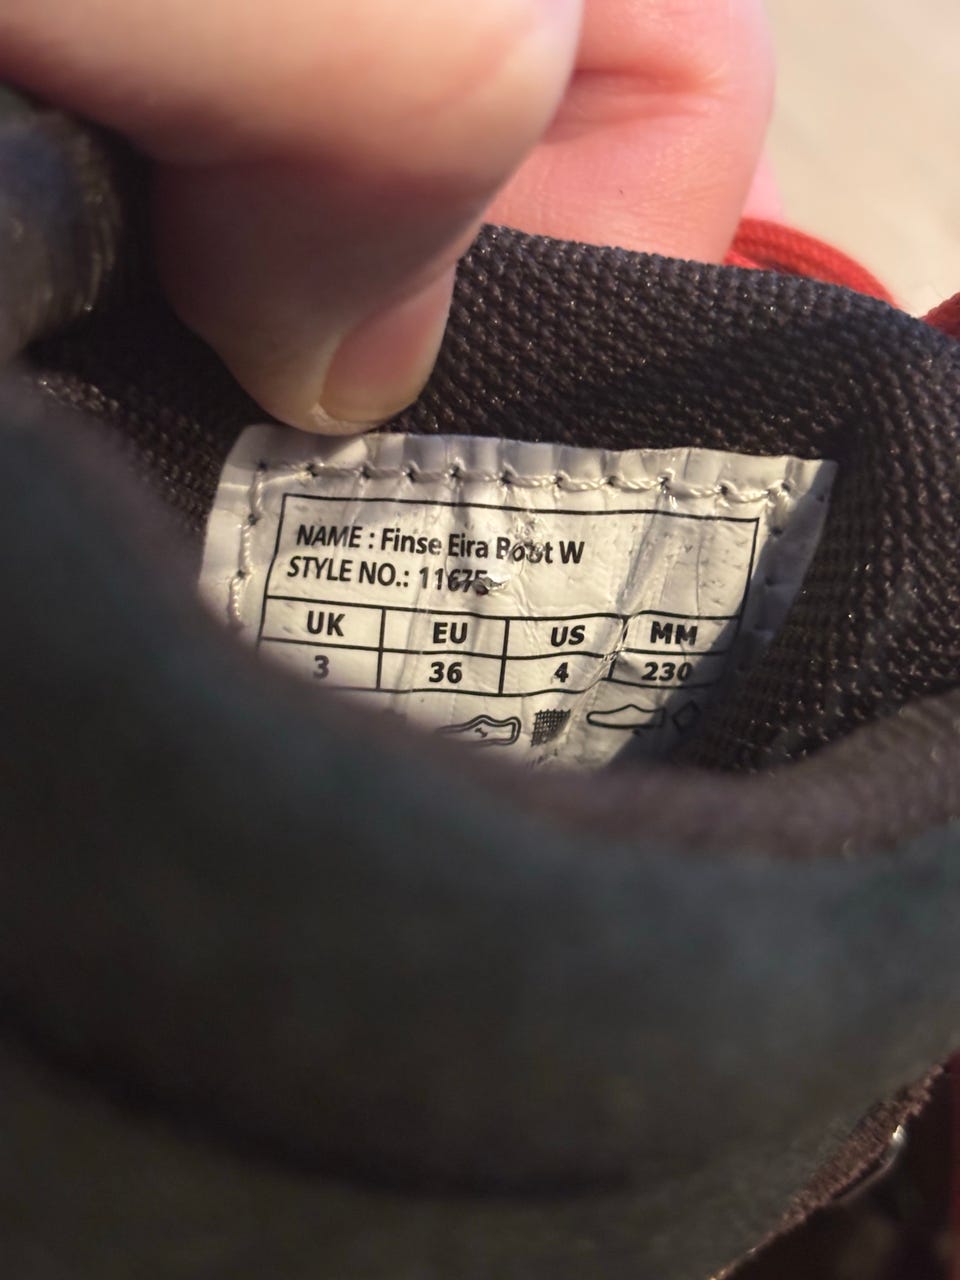 NAME : Finse Eira Boot W
STYLE NO.: 11675
UK EU US MM
3 36 4 230